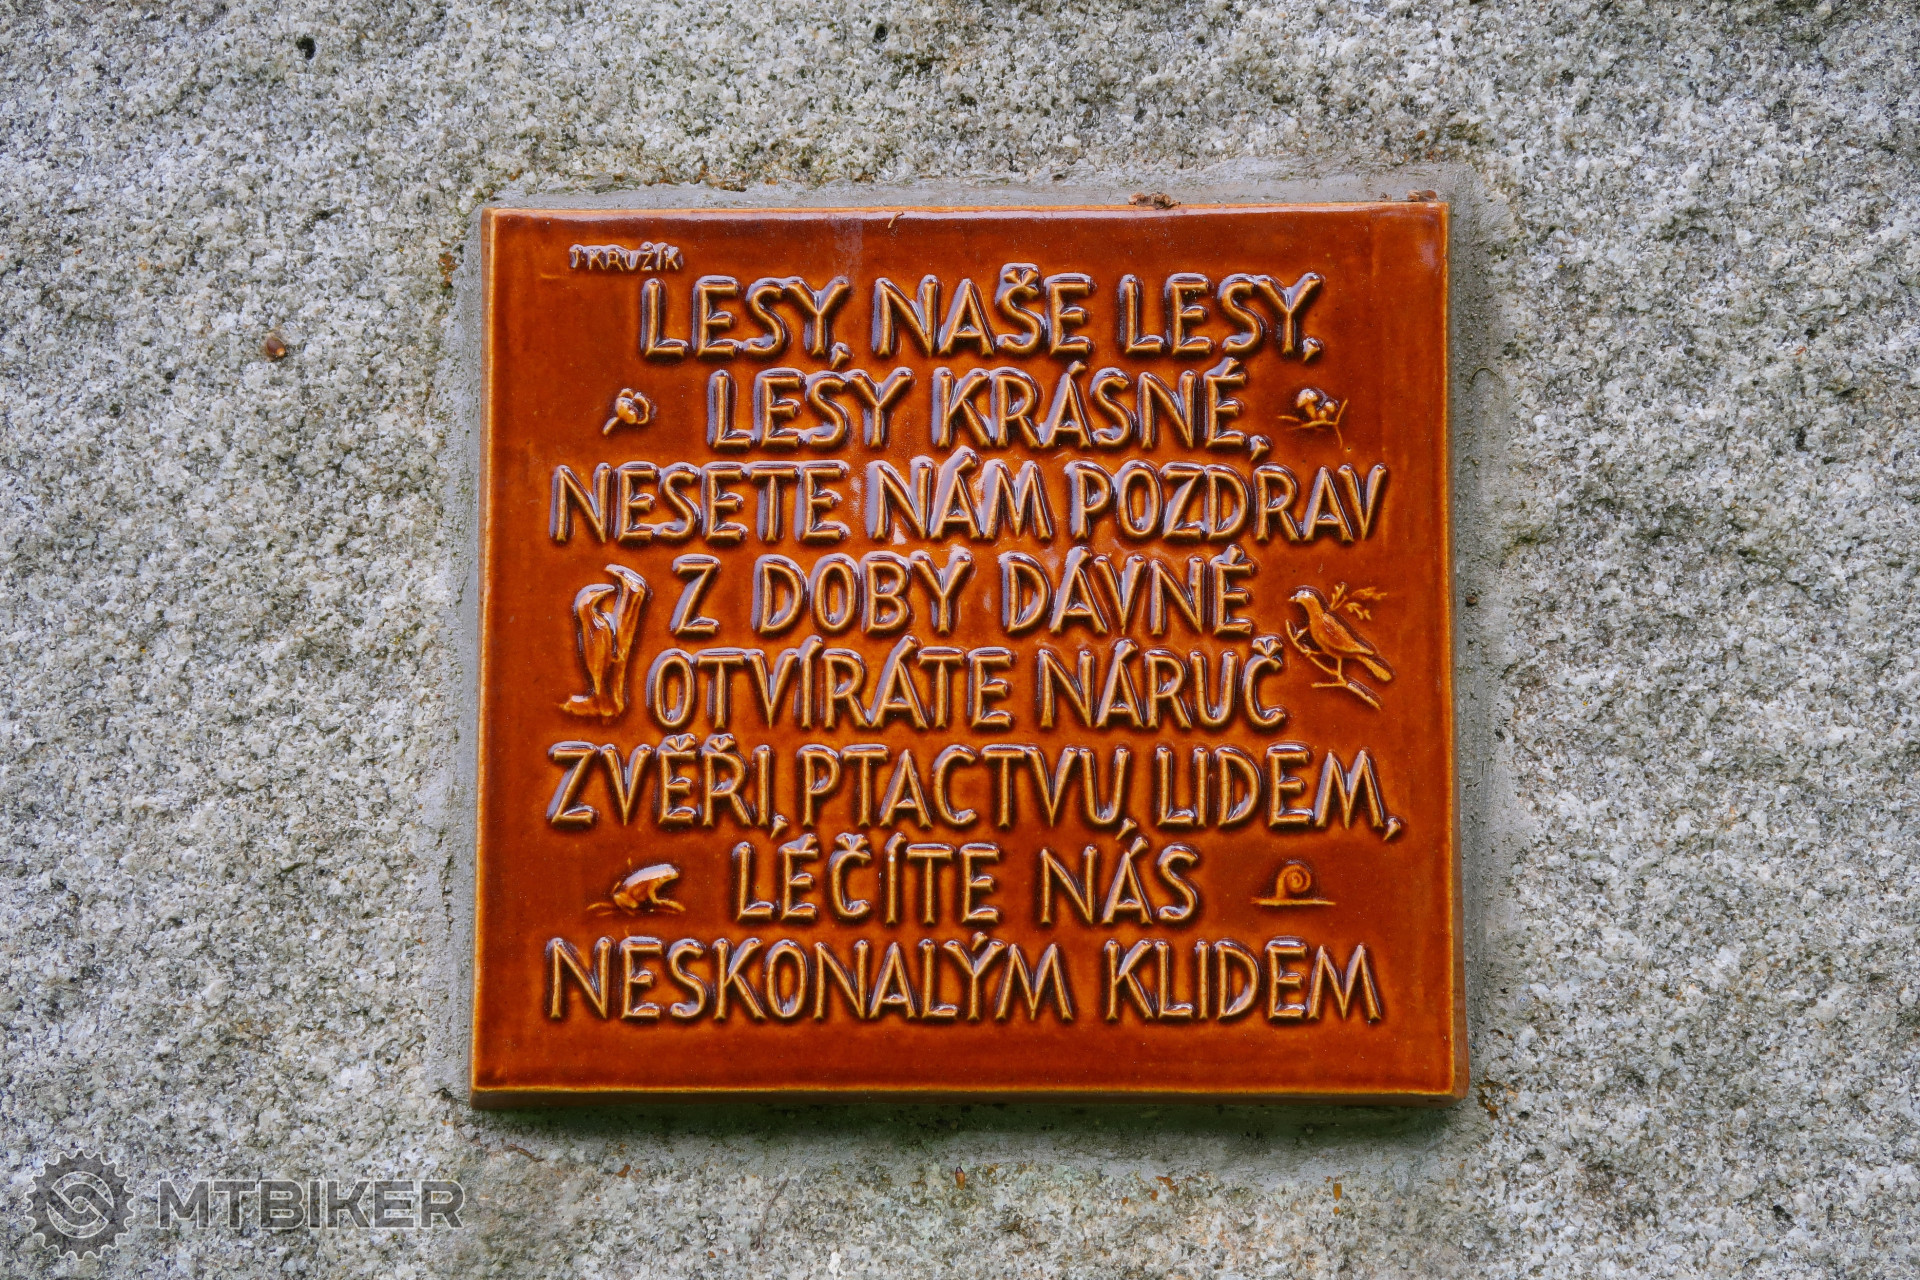 J KRUŽÍK
LESY, NAŠE LESY,
LESY KRÁSNÉ,
NESETE NÁM POZDRAV
Z DOBY DÁVNÉ
OTVÍRÁTE NÁRUČ
ZVĚŘI, PTACTVU, LIDEM,
LÉČÍTE NÁS
NESKONALÝM KLIDEM
MTBIKER